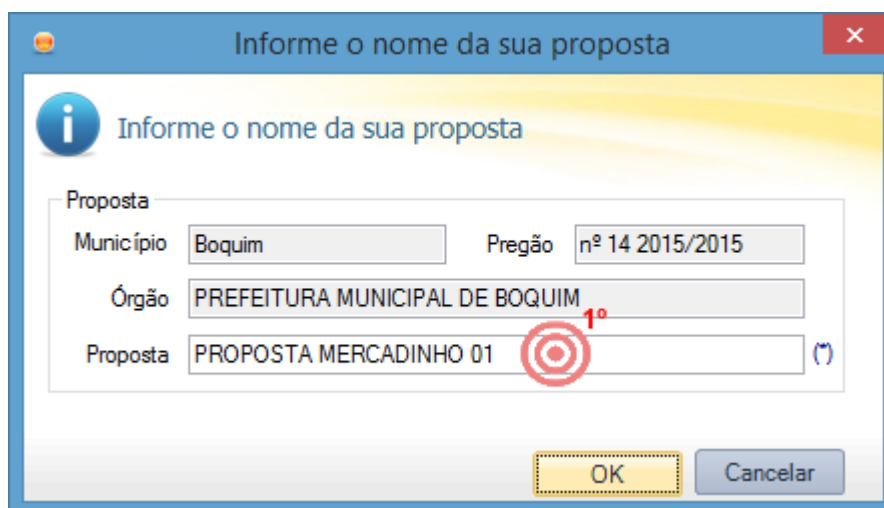 Informe o nome da sua proposta
Informe o nome da sua proposta
Proposta
Município Boquim Pregão nº 14 2015/2015
Órgão PREFEITURA MUNICIPAL DE BOQUIM
1º
Proposta PROPOSTA MERCADINHO 01 (*)
OK Cancelar